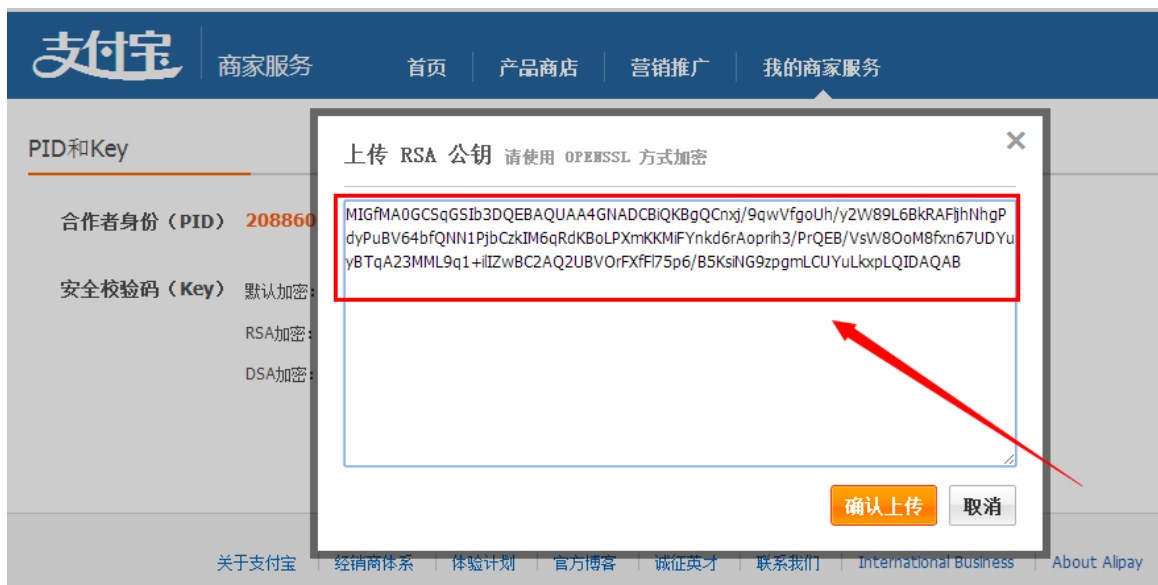 支付宝 商家服务 首页 产品商店 营销推广 我的商家服务
PID和Key
上传 RSA 公钥 请使用 OPENSSL 方式加密
×
MIGfMA0GCSqGSIb3DQEBAQUAA4GNADCBiQKBgQCnxj/9qwVfgoUh/y2W89L6BkRAFljhNhgP
dyPuBV64bfQNN1PjbCzkIM6qRdKBoLPXmKKMiFYnkd6rAoprih3/PrQEB/VsW8OoM8fxn67UDYu
yBTqA23MML9q1+ilIZwBC2AQ2UBVOrFXfFl75p6/B5KsiNG9zpgmLCUYuLkxpLQIDAQAB
合作者身份（PID） 208860
安全校验码（Key） 默认加密：
RSA加密：
DSA加密：
确认上传 取消
关于支付宝 经销商体系 体验计划 官方博客 诚征英才 联系我们 International Business About Alipay